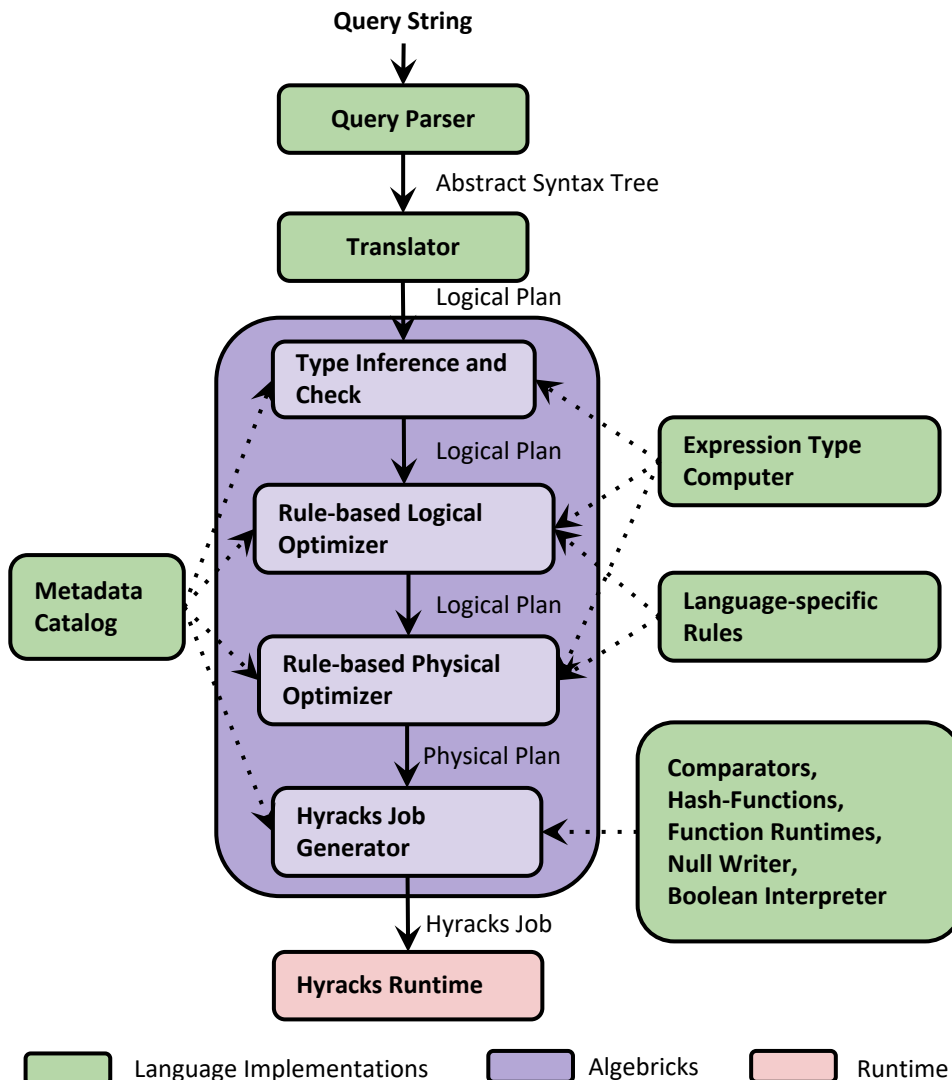 Query String
Query Parser
Abstract Syntax Tree
Translator
Logical Plan
Type Inference and
Check
Logical Plan
Expression Type
Computer
Rule-based Logical
Optimizer
Metadata
Catalog
Logical Plan
Language-specific
Rules
Rule-based Physical
Optimizer
Physical Plan
Comparators,
Hash-Functions,
Function Runtimes,
Null Writer,
Boolean Interpreter
Hyracks Job
Generator
Hyracks Job
Hyracks Runtime
Language Implementations
Algebricks
Runtime